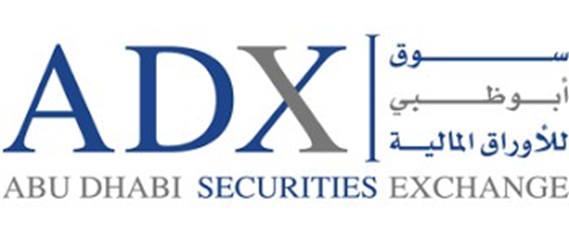 ADX
سوق
أبوظبي
للأوراق المالية
ABU DHABI SECURITIES EXCHANGE